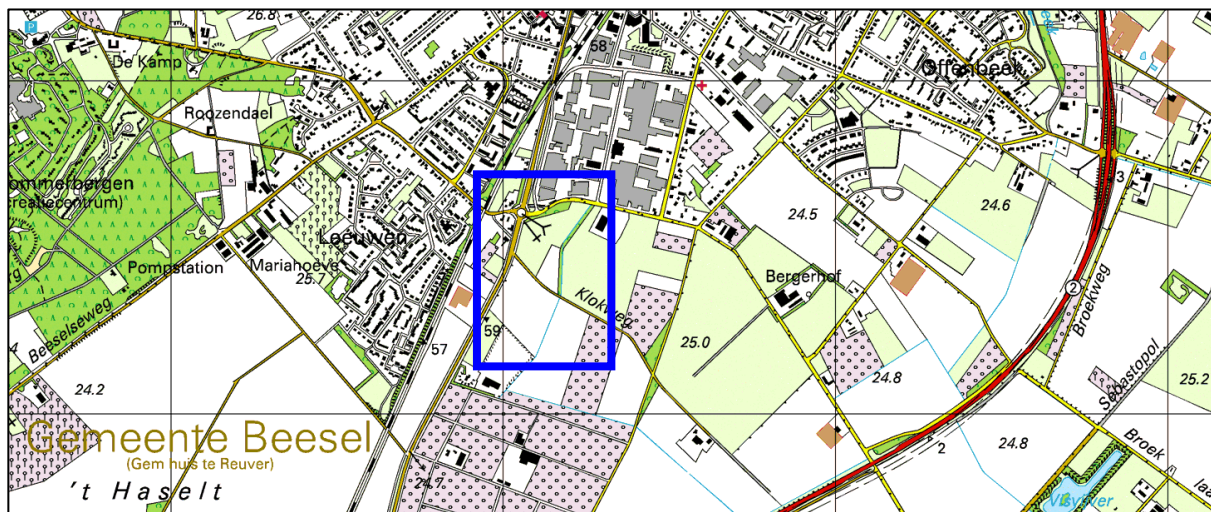 26.8
P
De Kamp
58
Offenbeek
Roozendael
3
ommerbergen
creatiecentrum)
24.5
24.6
Leeuwen
Pompstation
Mariahoeve
25.7
Bergerhof
2
Klokweg
Broekweg
Beeselseweg
59
57
25.0
24.8
Sebastopol
25.2
24.2
Gemeente Beesel
(Gem huis te Reuver)
24.8
Broek
2
't Haselt
24.7
laa
Visvijver